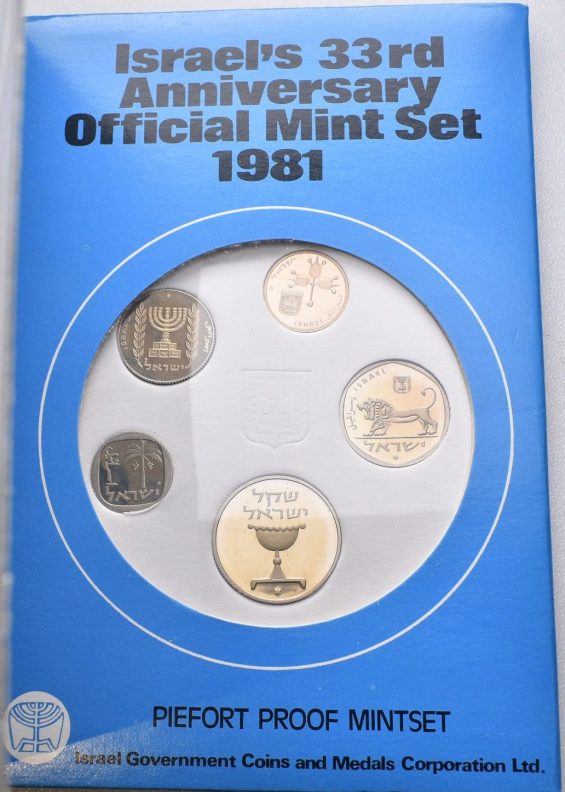 Israel's 33rd
Anniversary
Official Mint Set
1981
ישראל
ISRAEL
ישראל
ISRAEL
ישראל
ישראל
שקל
ישראל
PIEFORT PROOF MINTSET
Israel Government Coins and Medals Corporation Ltd.